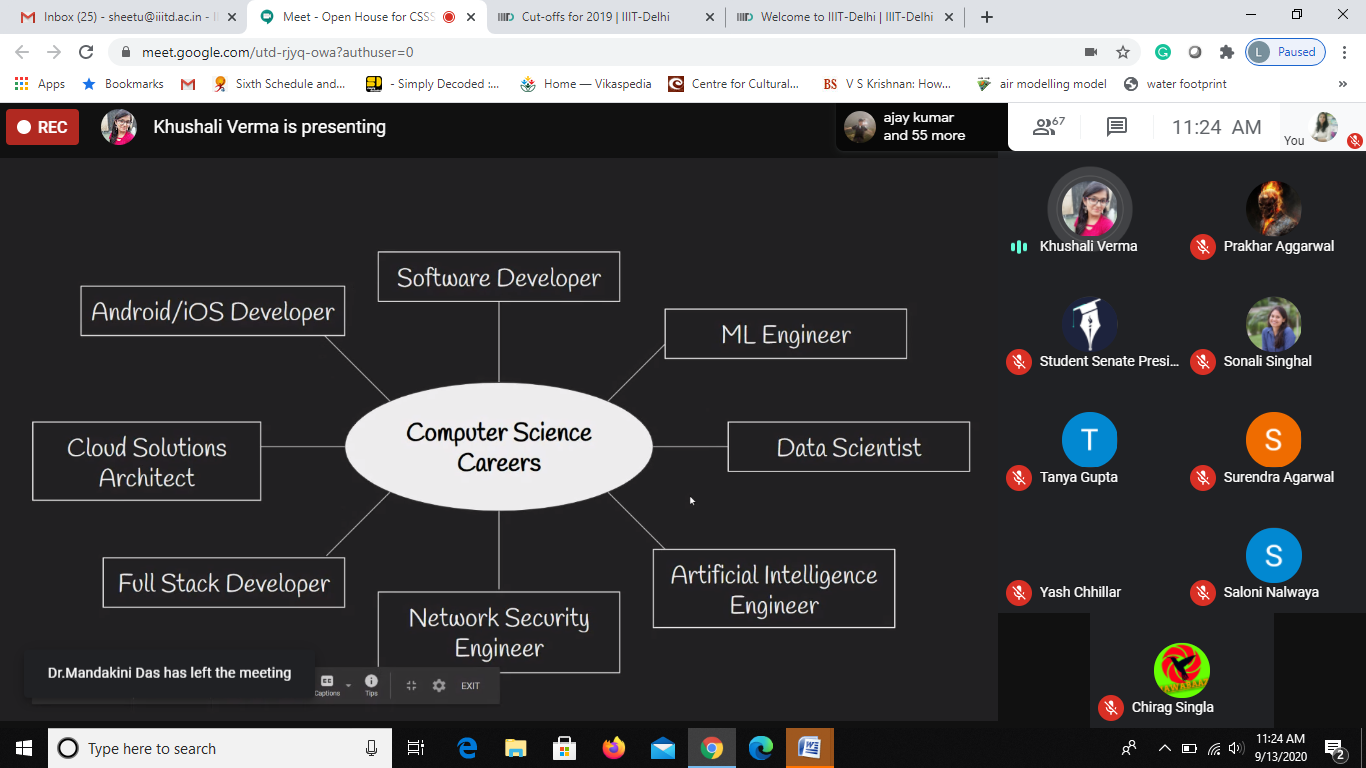 Inbox (25) - sheetu@iiitd.ac.in - I
Meet - Open House for CSSS
Cut-offs for 2019 | IIIT-Delhi
Welcome to IIIT-Delhi | IIIT-Delhi
meet.google.com/utd-rjyq-owa?authuser=0
L
Paused
Apps
Bookmarks
Sixth Schedule and...
- Simply Decoded :...
Home — Vikaspedia
Centre for Cultural...
BS
V S Krishnan: How...
air modelling model
water footprint
»
REC
Khushali Verma is presenting
ajay kumar
and 55 more
67
11:24 AM
You
Software Developer
Android/iOS Developer
ML Engineer
Computer Science
Careers
Cloud Solutions
Architect
Data Scientist
Full Stack Developer
Artificial Intelligence
Engineer
Network Security
Engineer
Dr.Mandakini Das has left the meeting
Captions
Tips
EXIT
Khushali Verma
Prakhar Aggarwal
Student Senate Presi...
Sonali Singhal
T
Tanya Gupta
S
Surendra Agarwal
Yash Chhillar
S
Saloni Nalwaya
Chirag Singla
Type here to search
11:24 AM
9/13/2020
2